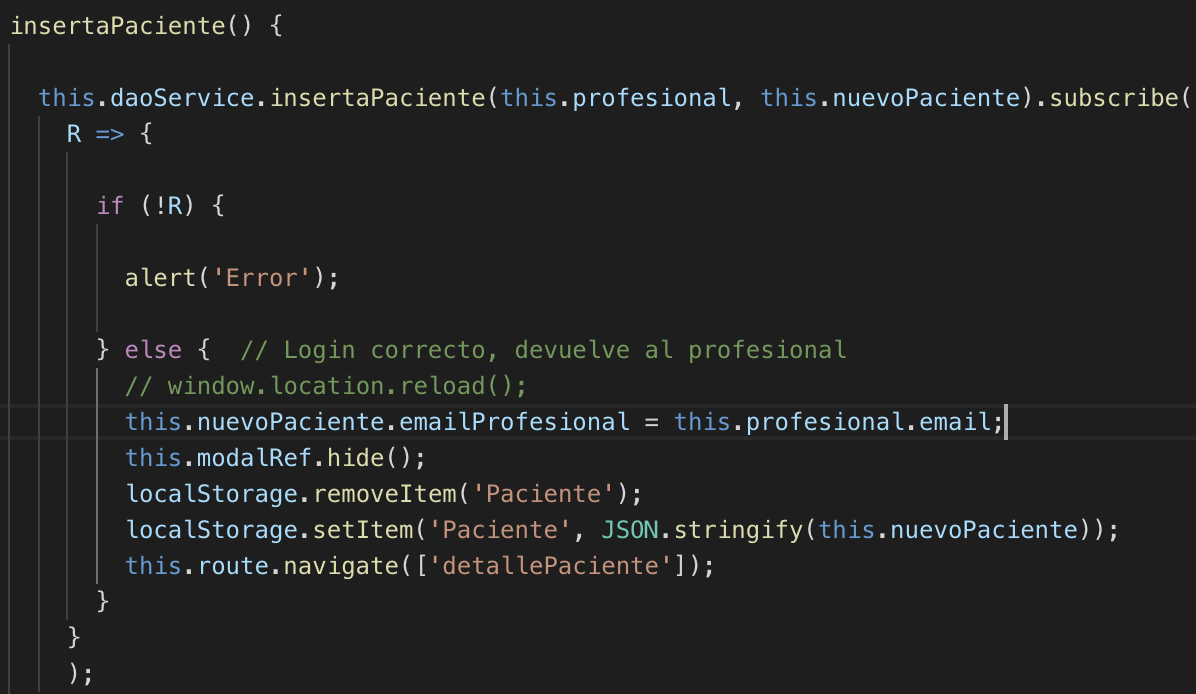 insertaPaciente() {
this.daoService.insertaPaciente(this.profesional, this.nuevoPaciente).subscribe(
R => {
if (!R) {
alert('Error');
} else {  // Login correcto, devuelve al profesional
// window.location.reload();
this.nuevoPaciente.emailProfesional = this.profesional.email;
this.modalRef.hide();
localStorage.removeItem('Paciente');
localStorage.setItem('Paciente', JSON.stringify(this.nuevoPaciente));
this.route.navigate(['detallePaciente']);
}
}
);